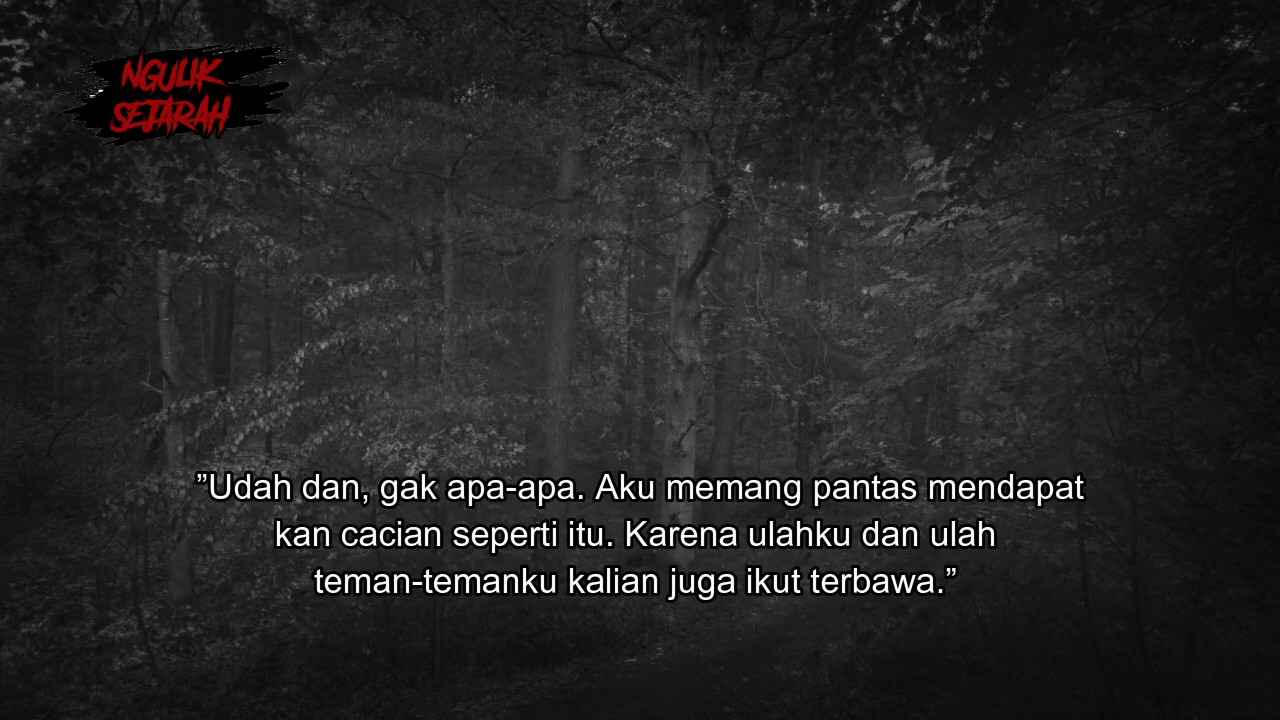 NGULIK
SEJARAH
”Udah dan, gak apa-apa. Aku memang pantas mendapat
kan cacian seperti itu. Karena ulahku dan ulah
teman-temanku kalian juga ikut terbawa.”